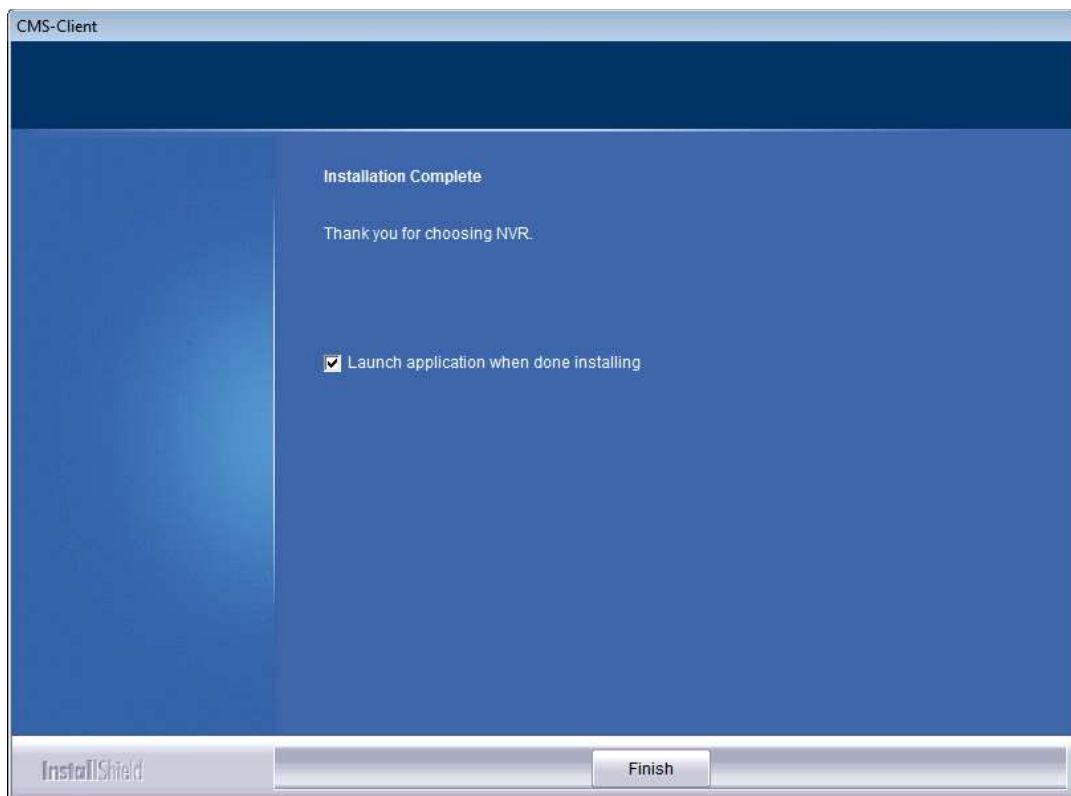 CMS-Client
Installation Complete
Thank you for choosing NVR.
Launch application when done installing
InstallShield
Finish